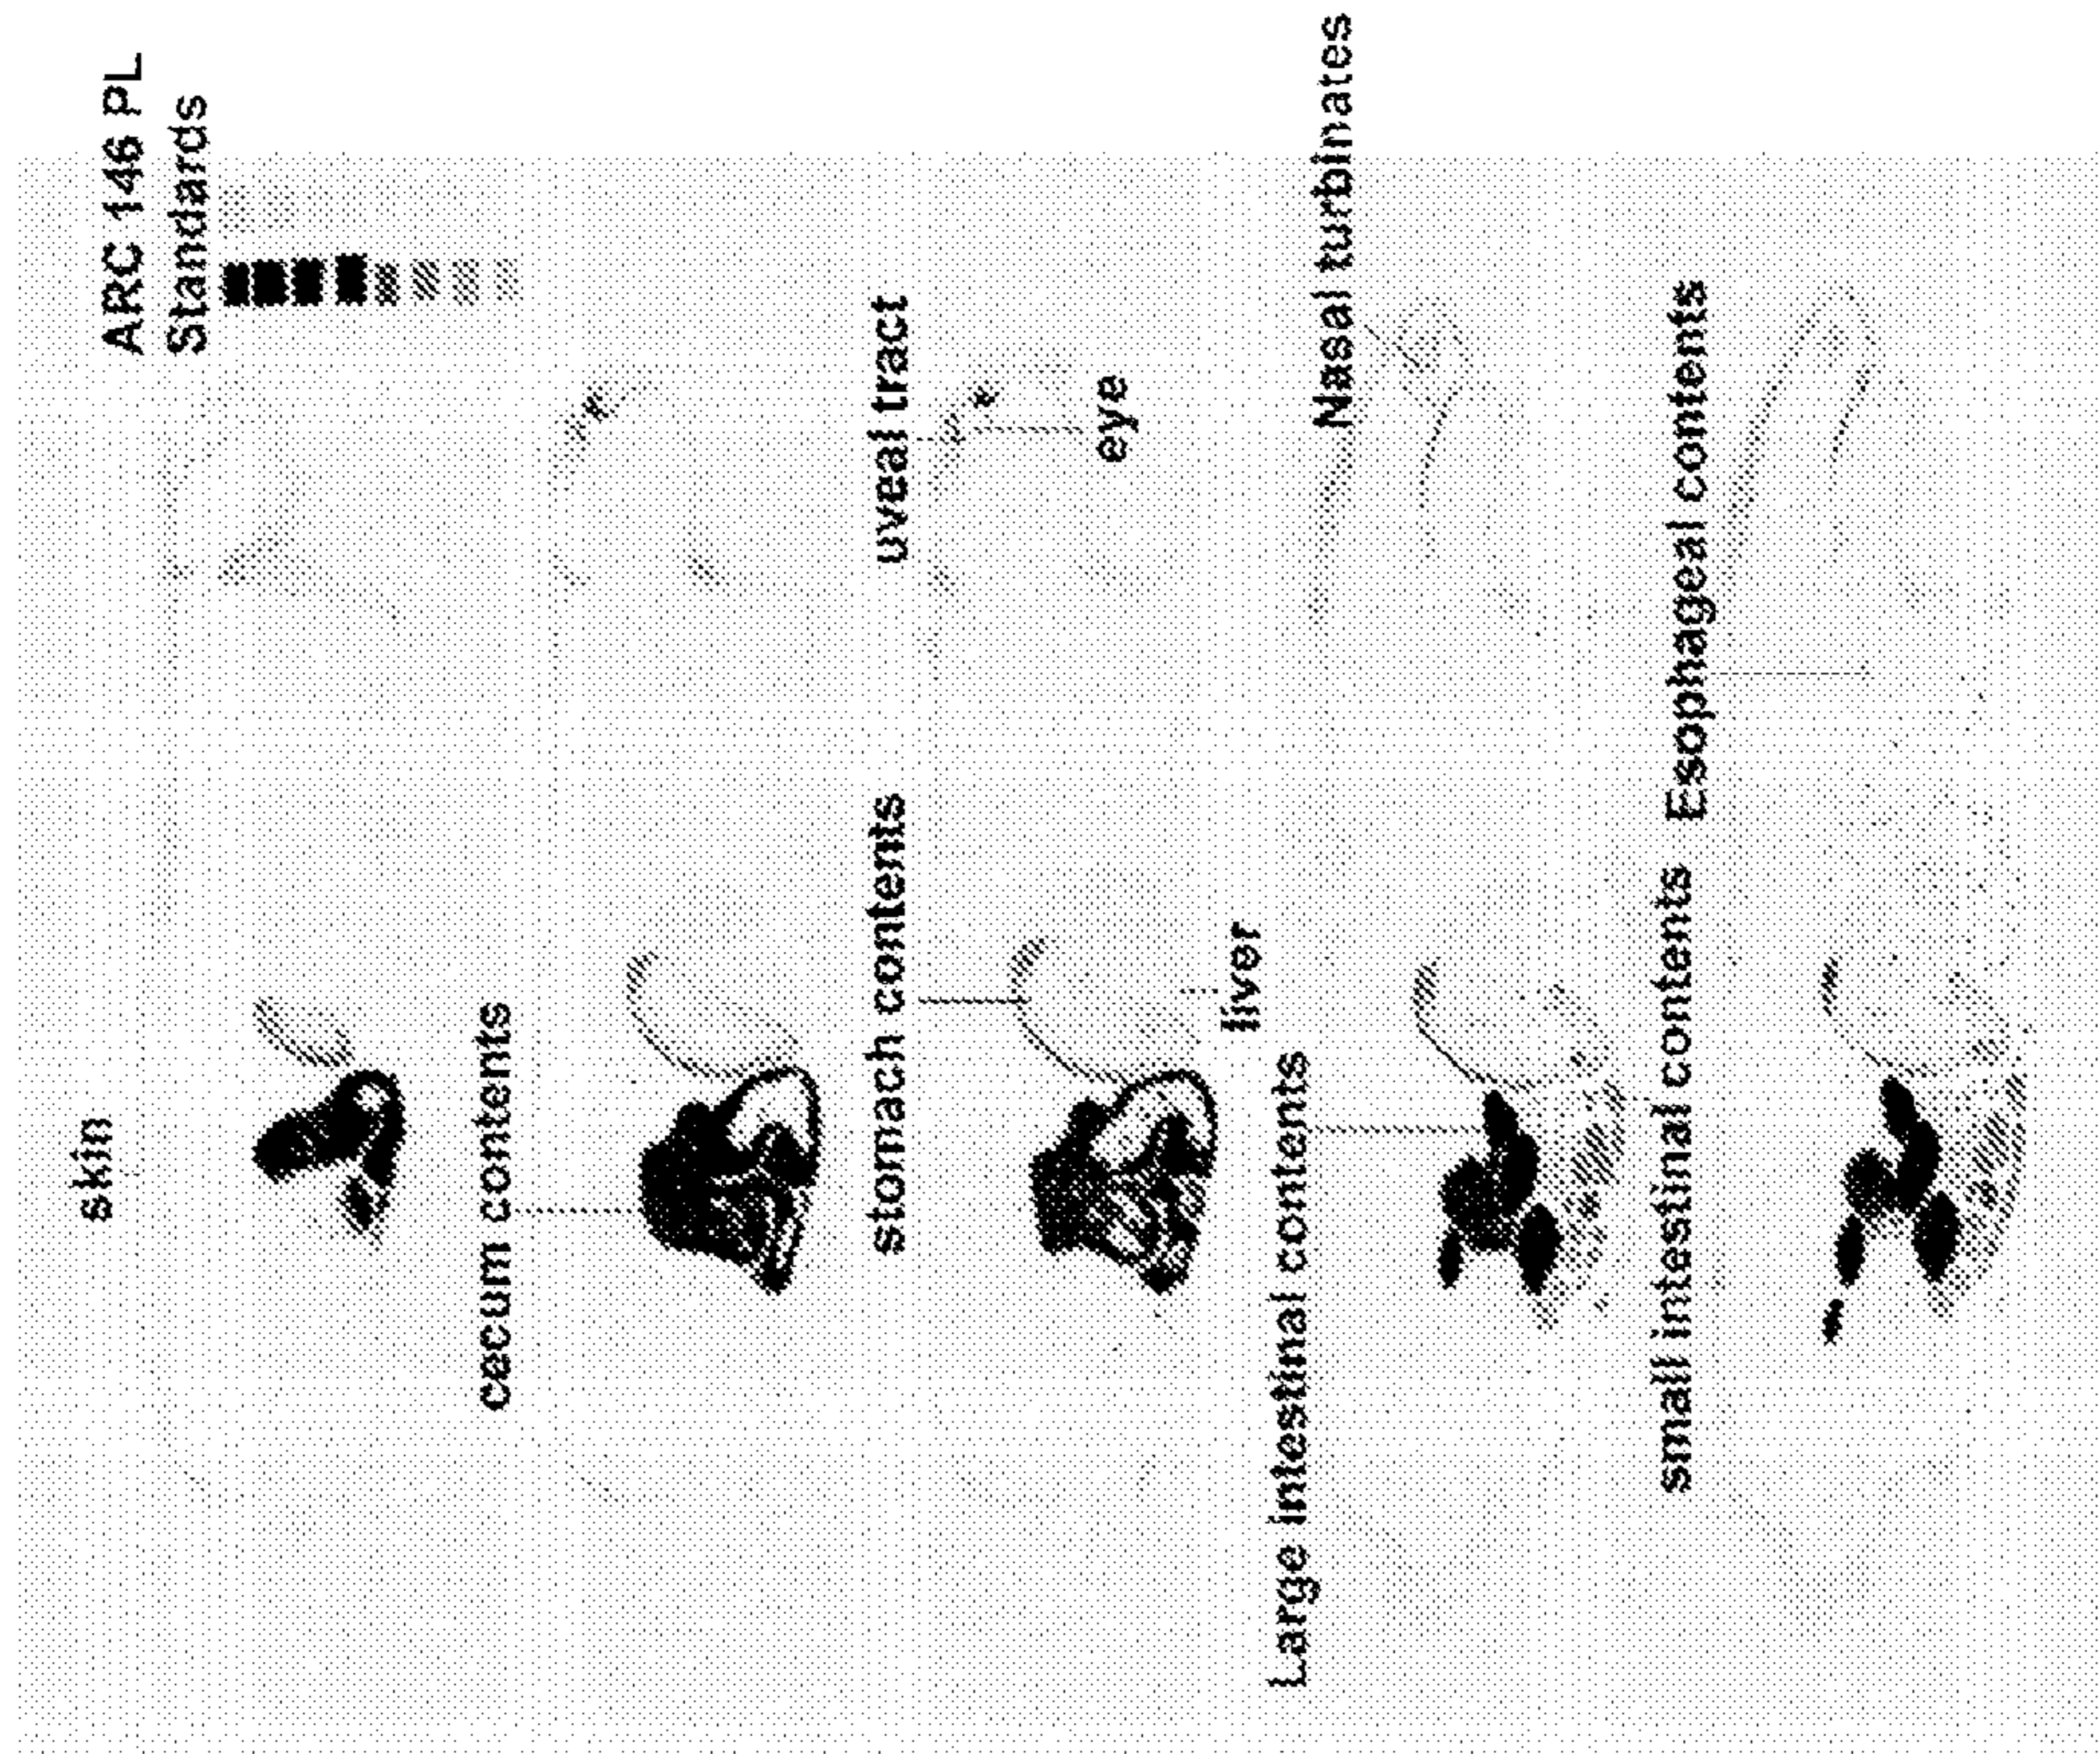 ARC 146 PL
Standards
skin
cecum contents
uveal tract
eye
stomach contents
liver
Nasal turbinates
Large intestinal contents
Esophageal contents
small intestinal contents